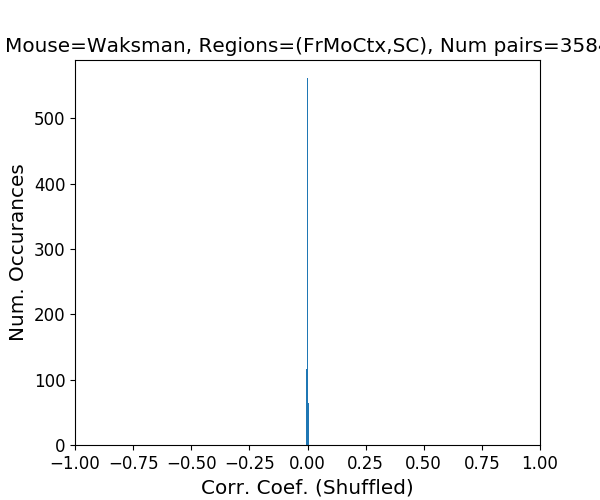 Mouse=Waksman, Regions=(FrMoCtx,SC), Num pairs=358
Num. Occurances
500
400
300
200
100
0
−1.00 −0.75 −0.50 −0.25 0.00 0.25 0.50 0.75 1.00
Corr. Coef. (Shuffled)